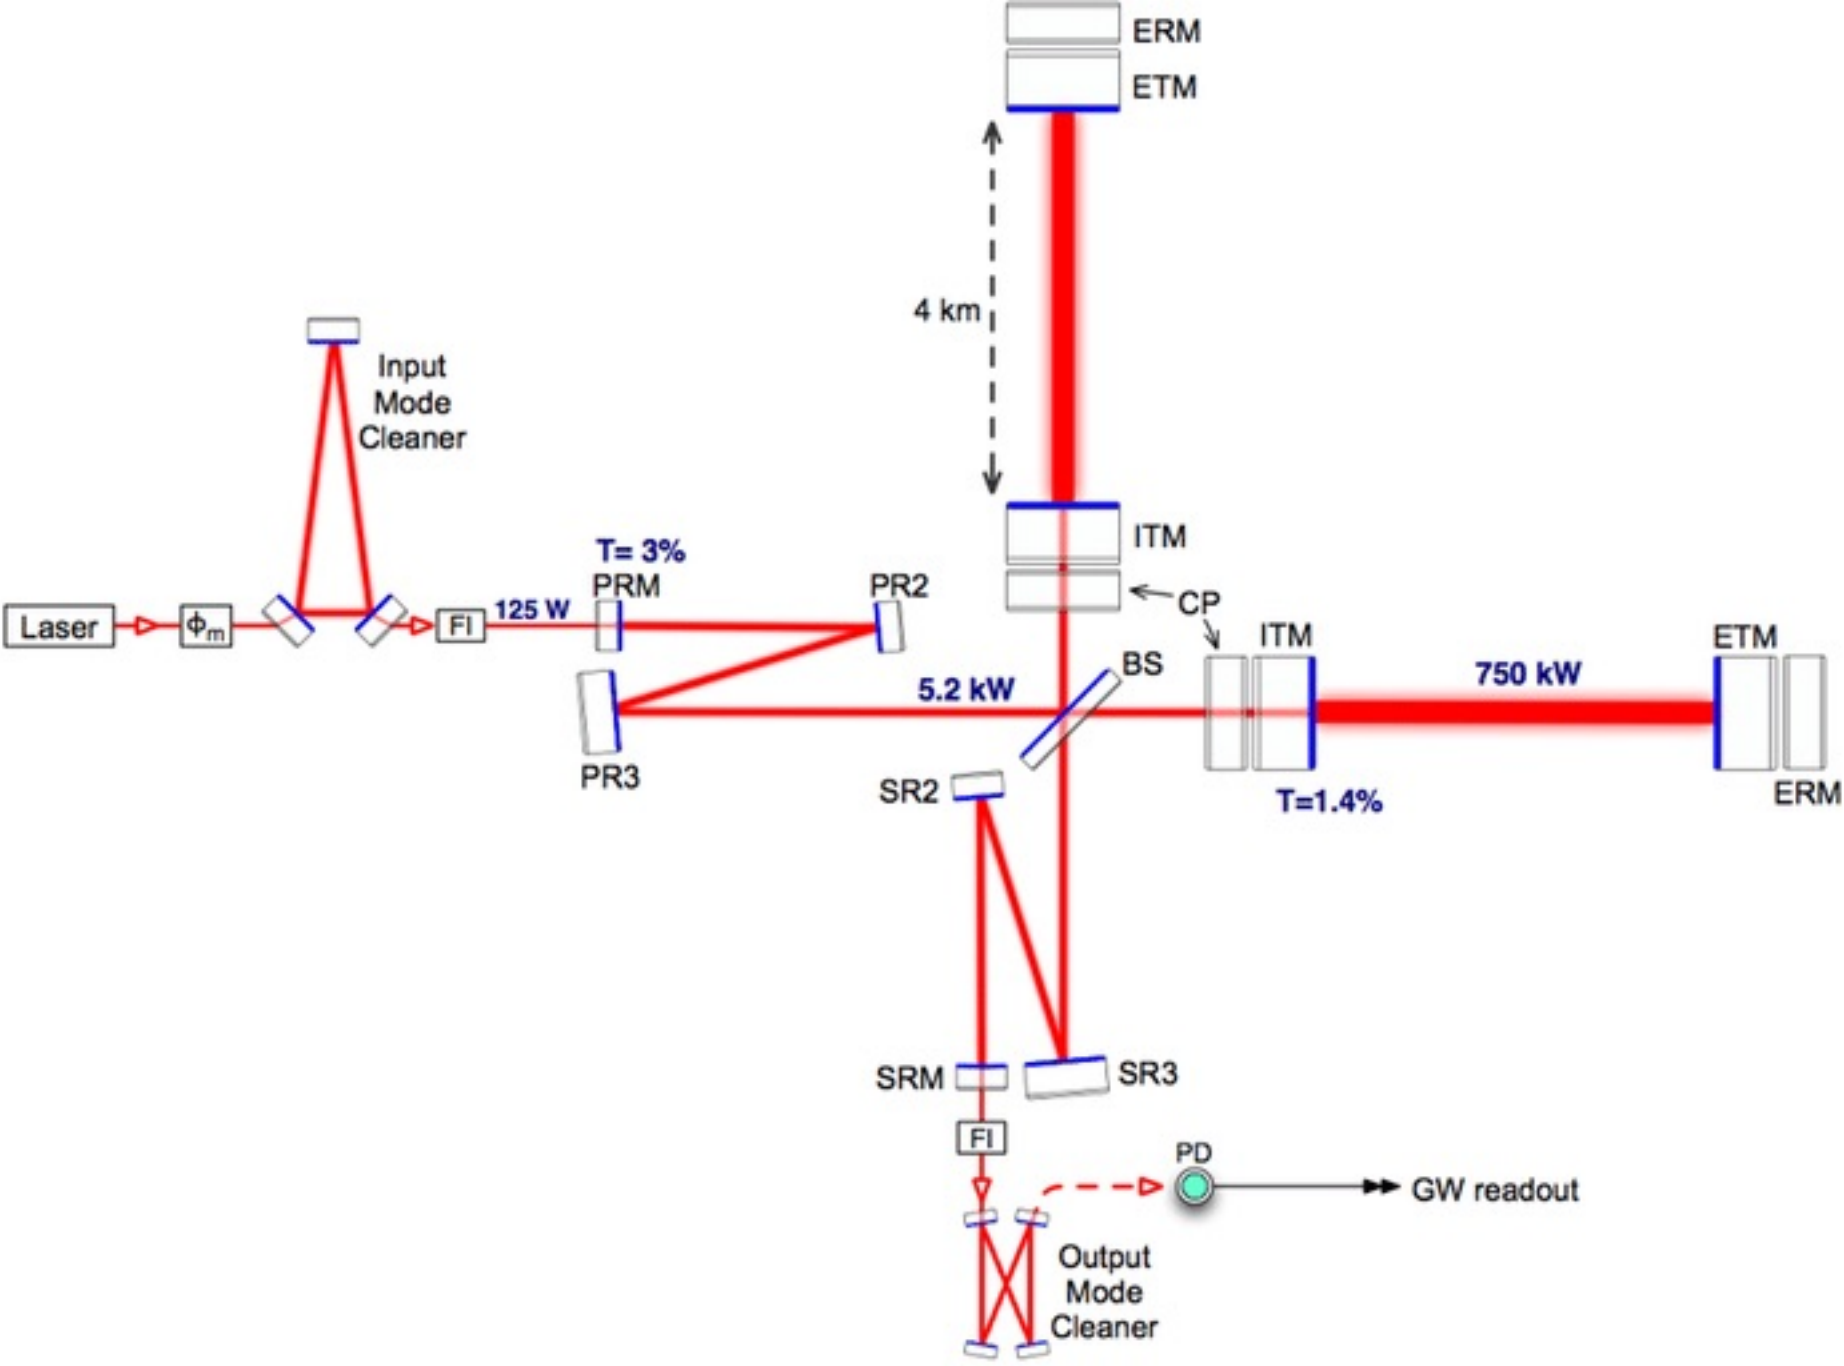 ERM
ETM
4 km
Input
Mode
Cleaner
ITM
T= 3%
PRM
PR2
CP
Laser
ϕm
FI
125 W
ITM
ETM
BS
5.2 kW
750 kW
PR3
SR2
T=1.4%
ERM
SRM
SR3
FI
PD
GW readout
Output
Mode
Cleaner